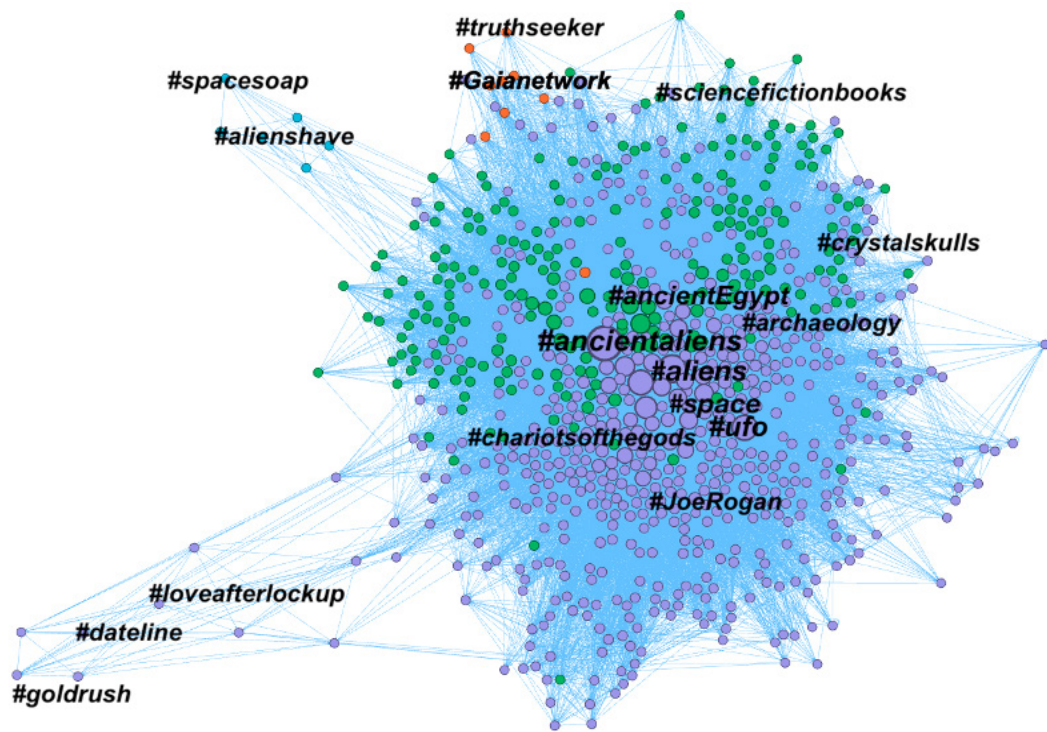 #truthseeker
#spacesoap
#Gaianetwork
#sciencefictionbooks
#alienshave
#crystalskulls
#ancientEgypt
#archaeology
#ancientaliens
#aliens
#space
#ufo
#chariotsofthegods
#JoeRogan
#loveafterlockup
#dateline
#goldrush